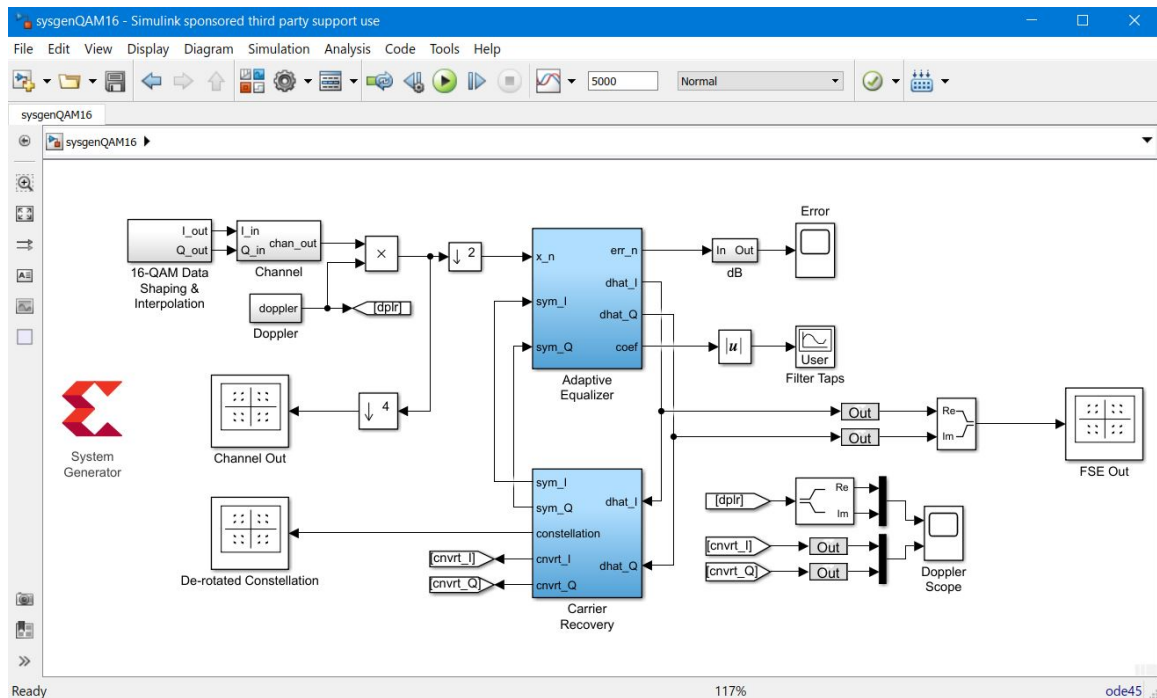 sysgenQAM16 - Simulink sponsored third party support use
File Edit View Display Diagram Simulation Analysis Code Tools Help
5000 Normal
sysgenQAM16
sysgenQAM16
I_out
Q_out
16-QAM Data
Shaping &
Interpolation
I_in
Q_in
chan_out
Channel
×
doppler
Doppler
[dplr]
↓ 2
x_n
sym_I
sym_Q
err_n
dhat_I
dhat_Q
coef
Adaptive
Equalizer
In Out
dB
Error
|u|
User
Filter Taps
System
Generator
Channel Out
↓ 4
De-rotated Constellation
sym_I
sym_Q
constellation
cnvrt_I
cnvrt_Q
dhat_I
dhat_Q
Carrier
Recovery
[cnvrt_I]
[cnvrt_Q]
Out
Out
Re
Im
FSE Out
[dplr]
Re
Im
[cnvrt_I]
Out
[cnvrt_Q]
Out
Doppler
Scope
Ready 117% ode45